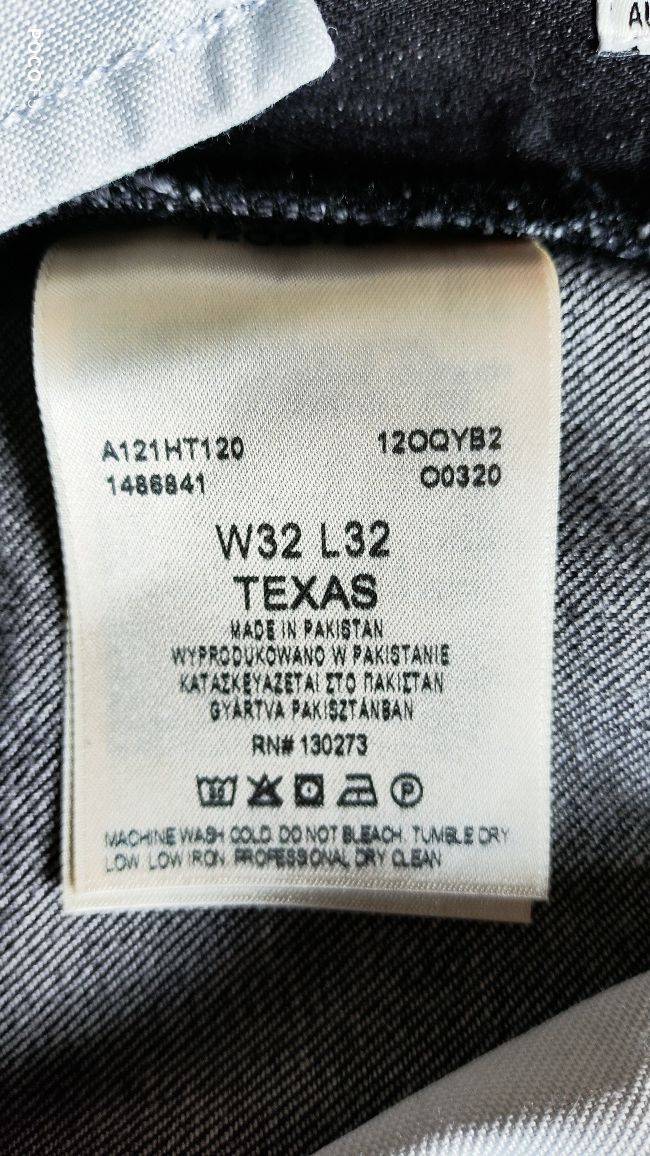 A121HT120 12OQYB2
1486841 O0320
W32 L32
TEXAS
MADE IN PAKISTAN
WYPRODUKOWANO W PAKISTANIE
ΚΑΤΑΣΚΕΥΑΖΕΤΑΙ ΣΤΟ ΠΑΚΙΣΤΑΝ
GYÁRTVA PAKISZTÁNBAN
RN# 130273
30 P
MACHINE WASH COLD. DO NOT BLEACH. TUMBLE DRY
LOW. LOW IRON. PROFESSIONAL DRY CLEAN